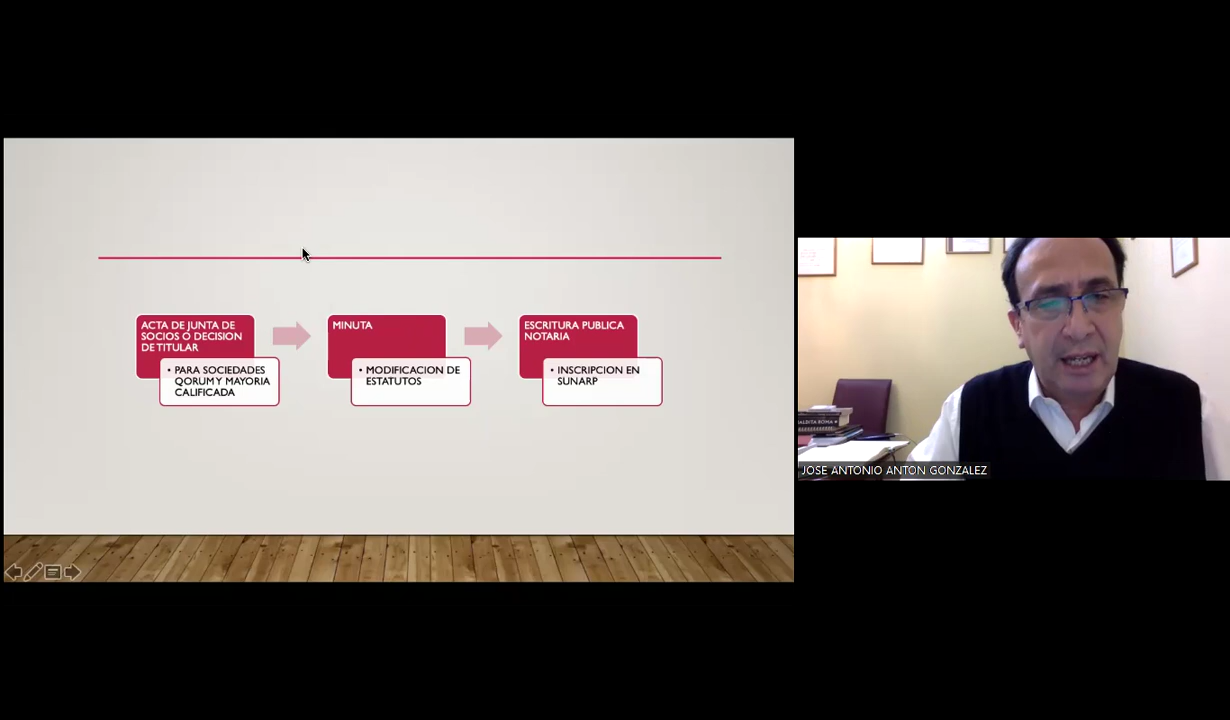 ACTA DE JUNTA DE
SOCIOS O DECISION
DE TITULAR
• PARA SOCIEDADES
QORUM Y MAYORIA
CALIFICADA
MINUTA
• MODIFICACION DE
ESTATUTOS
ESCRITURA PUBLICA
NOTARIA
• INSCRIPCION EN
SUNARP
JOSE ANTONIO ANTON GONZALEZ